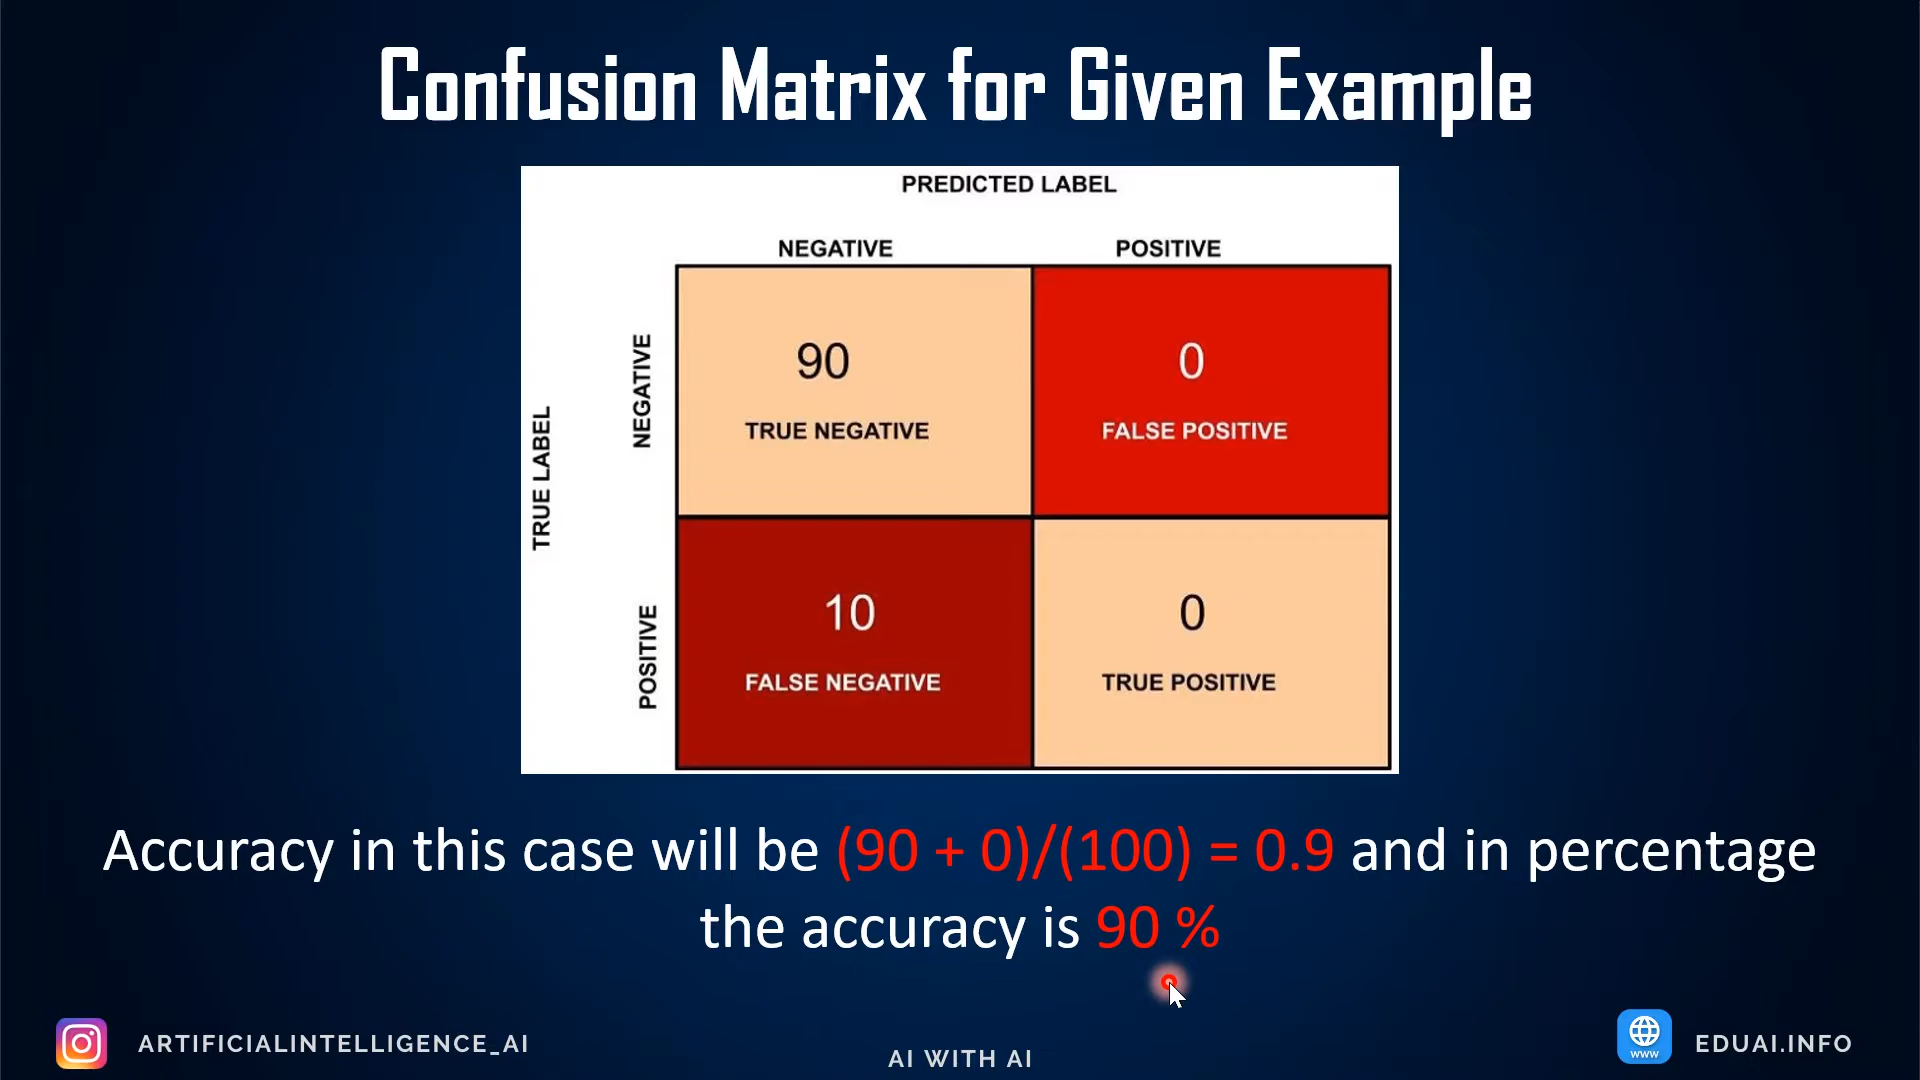 Confusion Matrix for Given Example
PREDICTED LABEL
NEGATIVE POSITIVE
TRUE LABEL
NEGATIVE
90 0
TRUE NEGATIVE FALSE POSITIVE
POSITIVE
10 0
FALSE NEGATIVE TRUE POSITIVE
Accuracy in this case will be (90 + 0)/(100) = 0.9 and in percentage
the accuracy is 90 %
ARTIFICIALINTELLIGENCE_AI
AI WITH AI
www
EDUAI.INFO